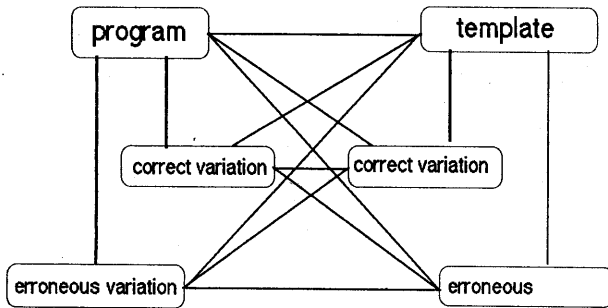 program
template
correct variation
correct variation
erroneous variation
erroneous